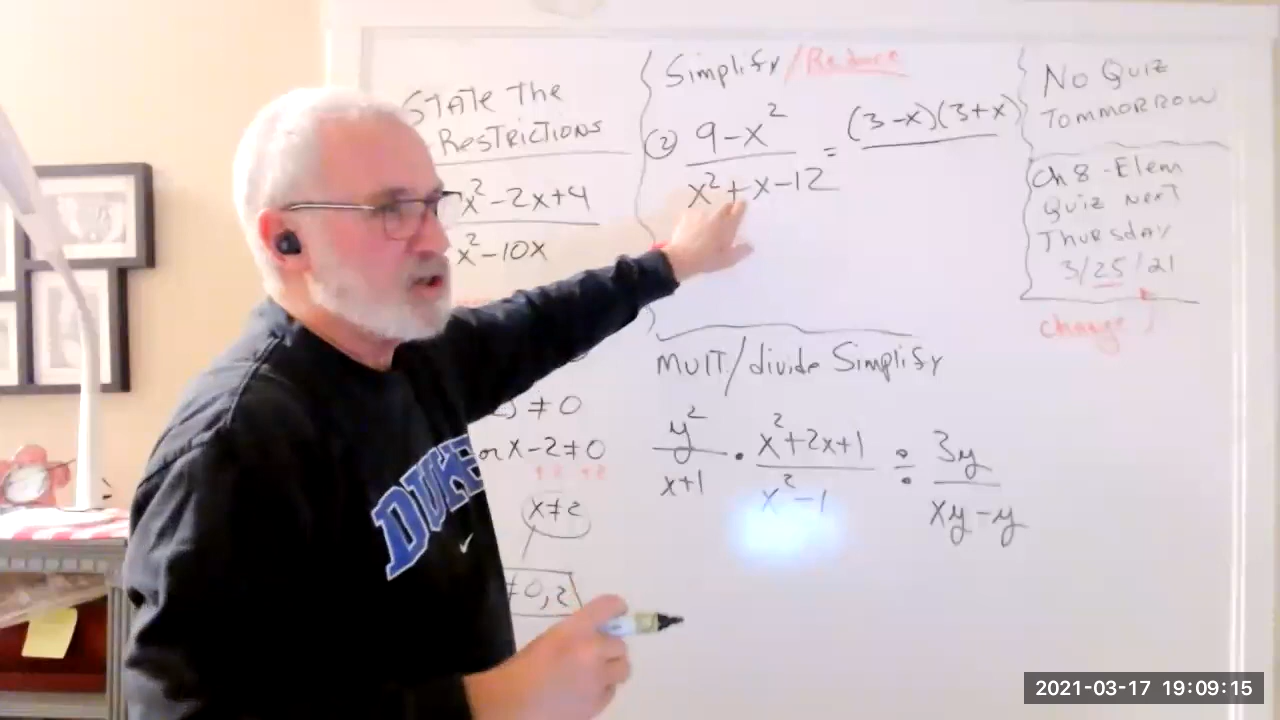 STATE THE
RESTRICTIONS
x²-2x+4
x²-10x
≠0
or x-2≠0
+2 +2
x≠2
≠0,2
Simplify/Reduce
② 9-x² = (3-x)(3+x)
x²+x-12
MULT/divide Simplify
y² · x²+2x+1 ÷ 3y
x+1 x²-1 xy-y
NO QUIZ
TOMMORROW
Ch 8-Elem
QUIZ NEXT
THURSDAY
3/25/21
change
DUKE
2021-03-17 19:09:15